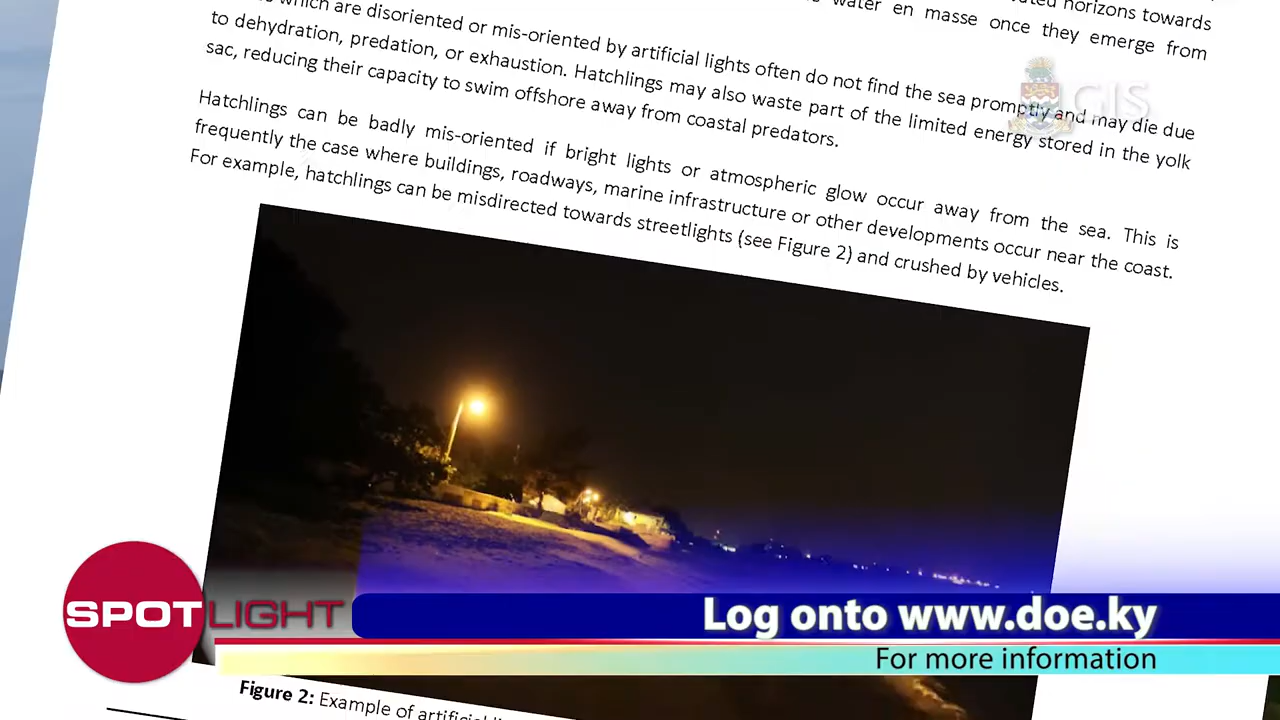 horizons towards
water en masse once they emerge from
which are disoriented or mis-oriented by artificial lights often do not find the sea promptly and may die due
to dehydration, predation, or exhaustion. Hatchlings may also waste part of the limited energy stored in the yolk
sac, reducing their capacity to swim offshore away from coastal predators.
Hatchlings can be badly mis-oriented if bright lights or atmospheric glow occur away from the sea. This is
frequently the case where buildings, roadways, marine infrastructure or other developments occur near the coast.
For example, hatchlings can be misdirected towards streetlights (see Figure 2) and crushed by vehicles.
GIS
SPOTLIGHT
Log onto www.doe.ky
For more information
Figure 2: Example of artificial